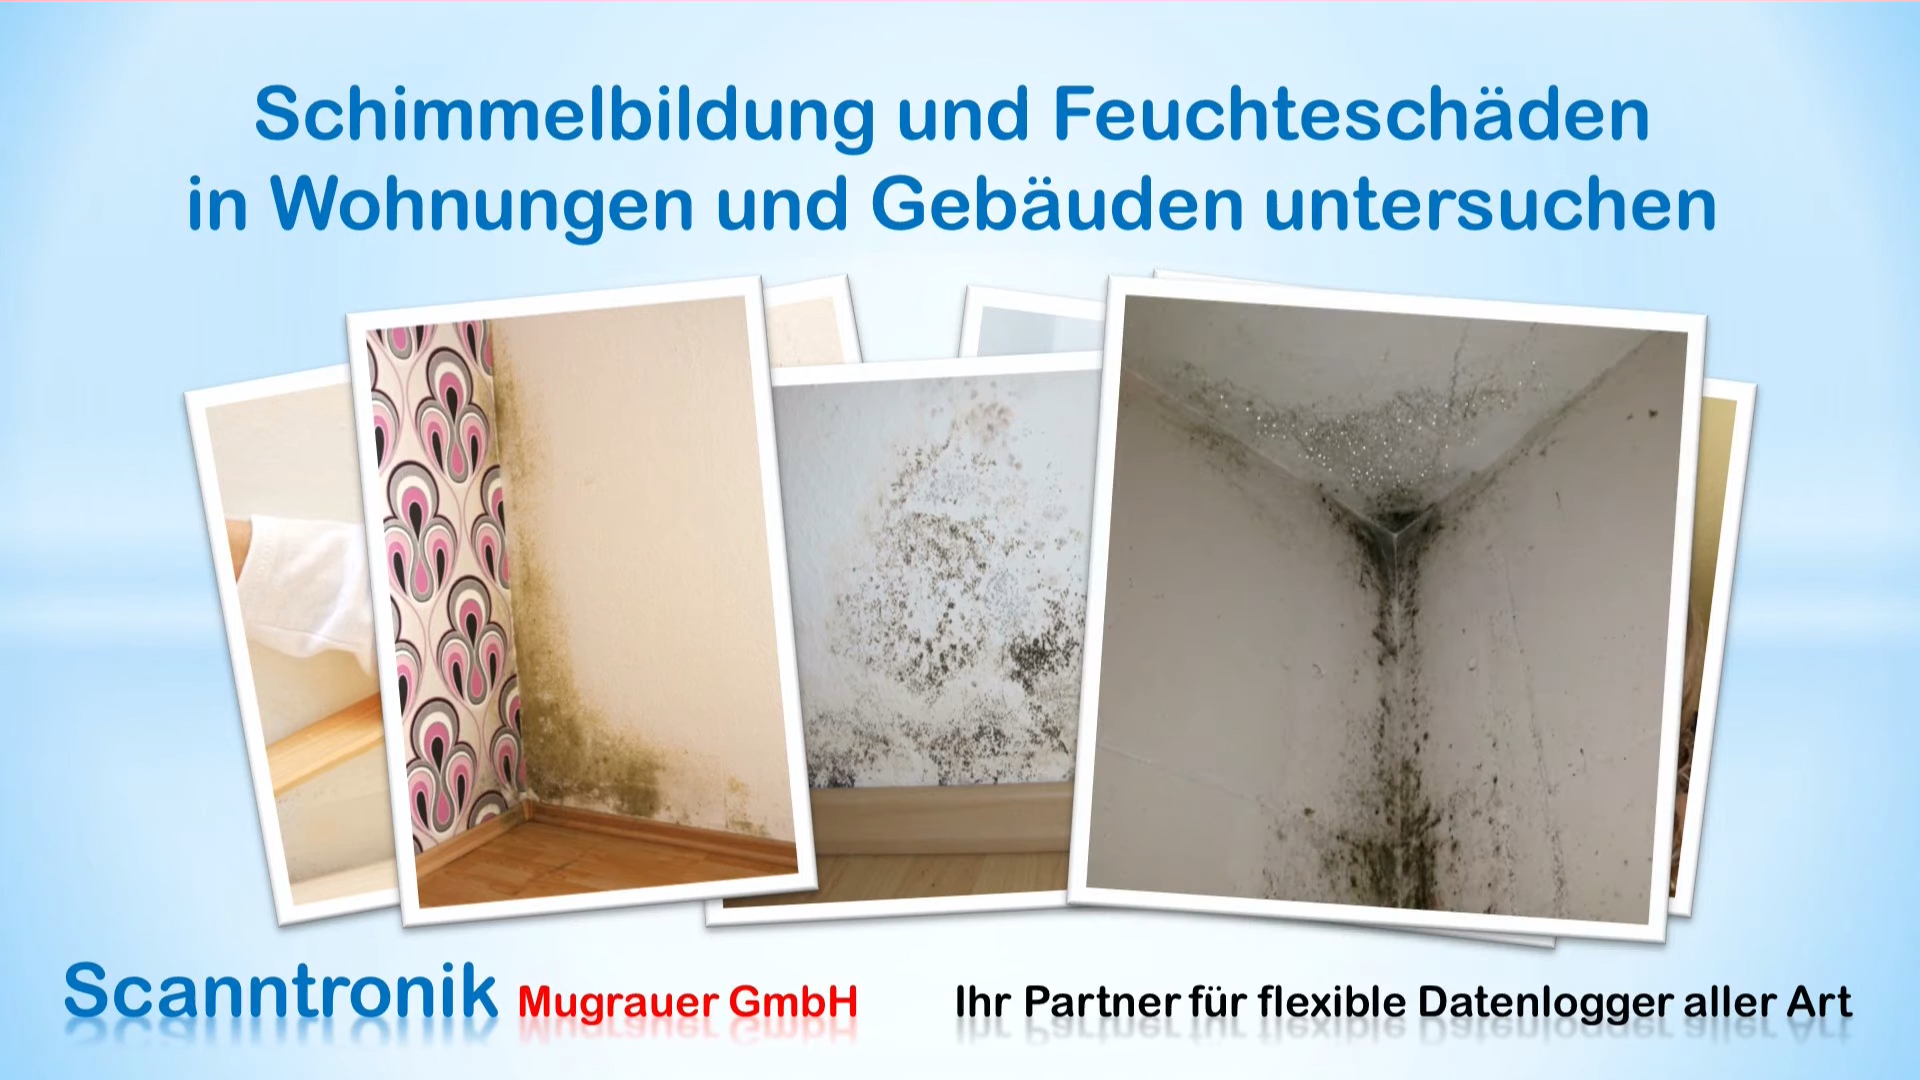 Schimmelbildung und Feuchteschäden
in Wohnungen und Gebäuden untersuchen
Scanntronik Mugrauer GmbH
Ihr Partner für flexible Datenlogger aller Art